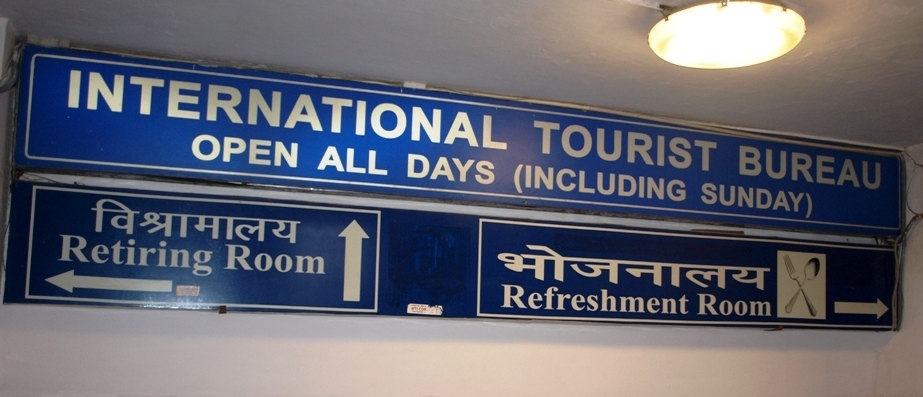 INTERNATIONAL TOURIST BUREAU
OPEN ALL DAYS (INCLUDING SUNDAY)
विश्रामालय
Retiring Room
भोजनालय
Refreshment Room